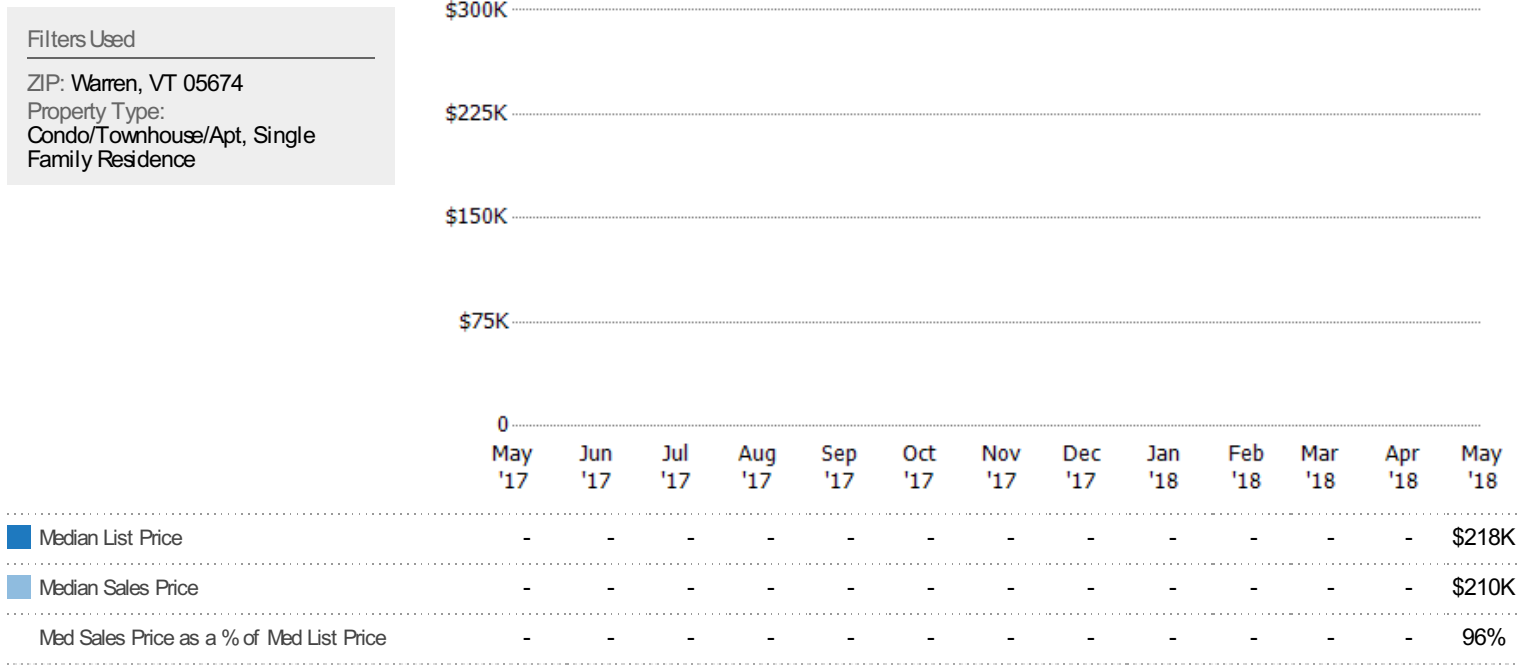 Filters Used
ZIP: Warren, VT 05674
Property Type:
Condo/Townhouse/Apt, Single
Family Residence
$300K
$225K
$150K
$75K
0
May Jun Jul Aug Sep Oct Nov Dec Jan Feb Mar Apr May
'17 '17 '17 '17 '17 '17 '17 '17 '18 '18 '18 '18 '18
Median List Price - - - - - - - - - - - - $218K
Median Sales Price - - - - - - - - - - - - $210K
Med Sales Price as a % of Med List Price - - - - - - - - - - - - 96%